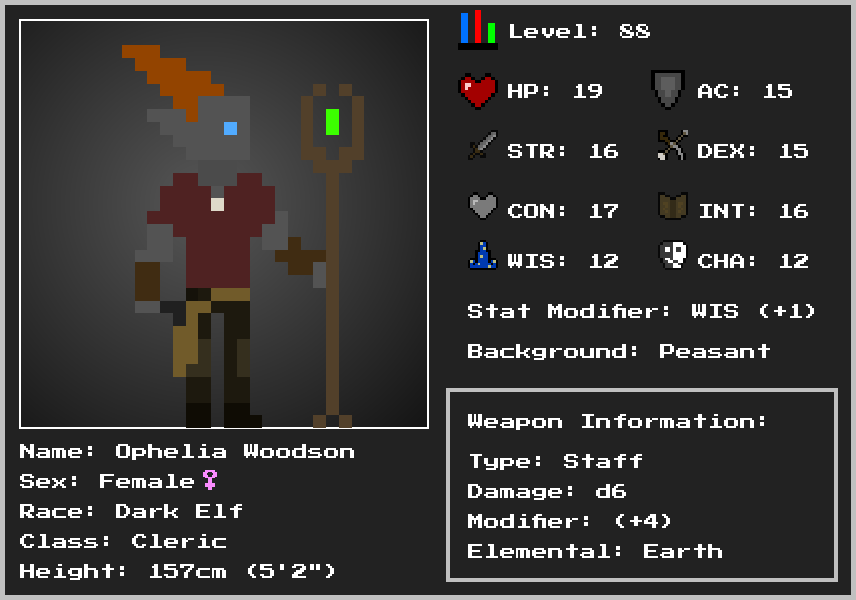 Level: 88
HP: 19 AC: 15
STR: 16 DEX: 15
CON: 17 INT: 16
WIS: 12 CHA: 12
Stat Modifier: WIS (+1)
Background: Peasant
Weapon Information:
Type: Staff
Damage: d6
Modifier: (+4)
Elemental: Earth
Name: Ophelia Woodson
Sex: Female♀
Race: Dark Elf
Class: Cleric
Height: 157cm (5'2")